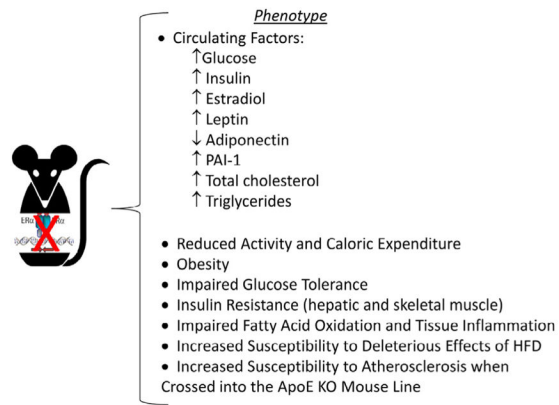 Phenotype
• Circulating Factors:
↑Glucose
↑ Insulin
↑ Estradiol
↑ Leptin
↓ Adiponectin
↑ PAI-1
↑ Total cholesterol
↑ Triglycerides
ERα
• Reduced Activity and Caloric Expenditure
• Obesity
• Impaired Glucose Tolerance
• Insulin Resistance (hepatic and skeletal muscle)
• Impaired Fatty Acid Oxidation and Tissue Inflammation
• Increased Susceptibility to Deleterious Effects of HFD
• Increased Susceptibility to Atherosclerosis when
Crossed into the ApoE KO Mouse Line